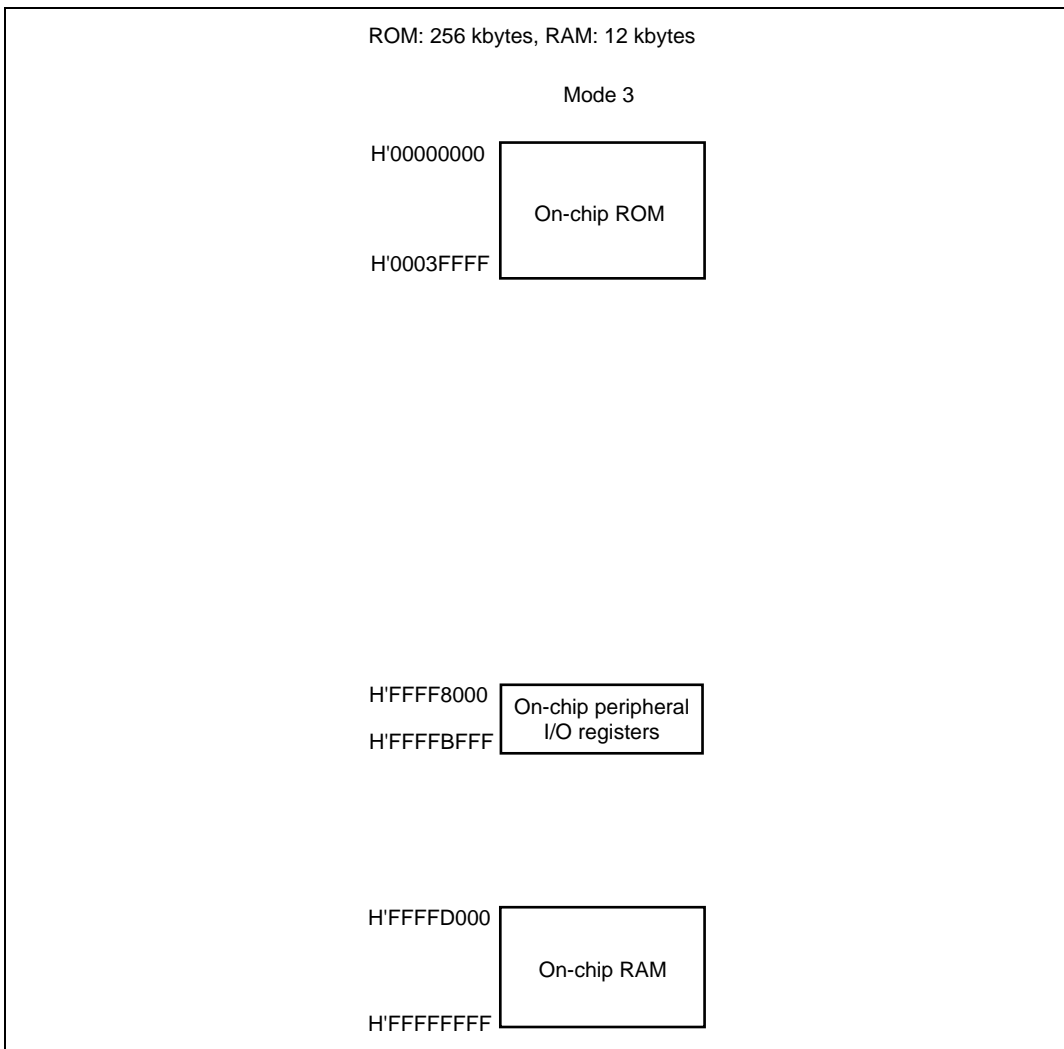 ROM: 256 kbytes, RAM: 12 kbytes
Mode 3
H'00000000
On-chip ROM
H'0003FFFF
H'FFFF8000
On-chip peripheral
I/O registers
H'FFFFBFFF
H'FFFFD000
On-chip RAM
H'FFFFFFFF